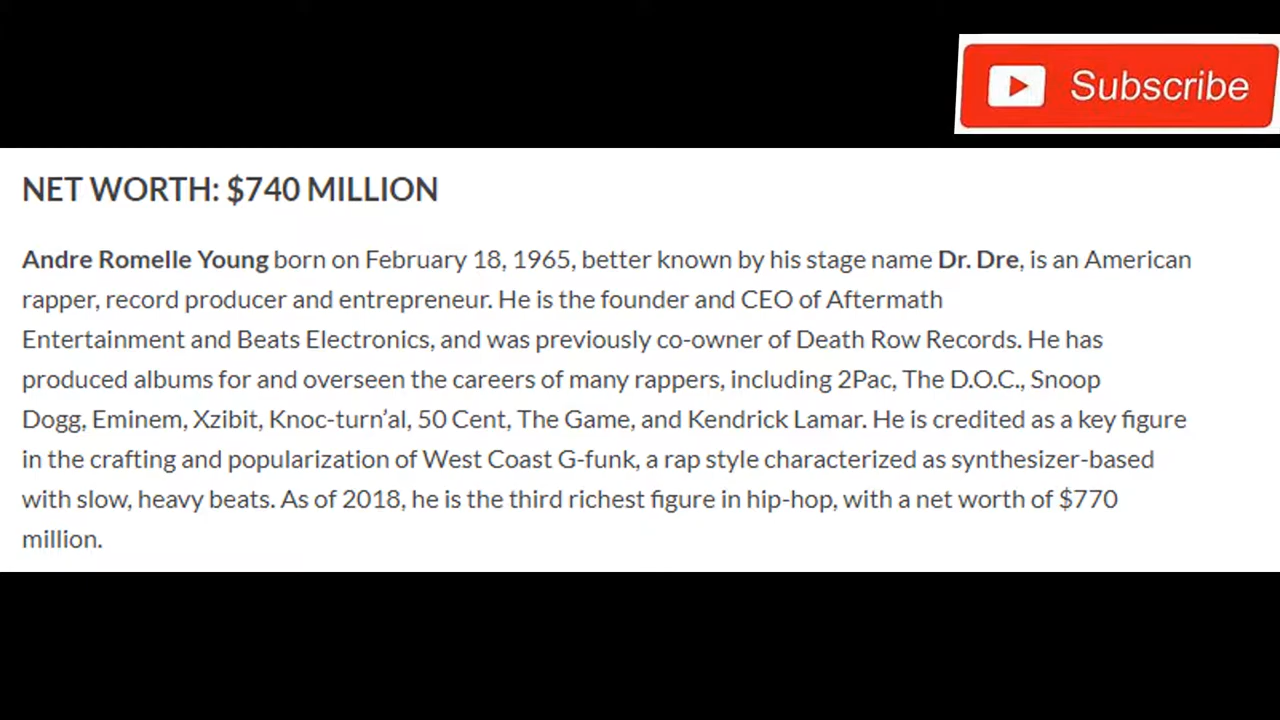 Subscribe
NET WORTH: $740 MILLION
Andre Romelle Young born on February 18, 1965, better known by his stage name Dr. Dre, is an American
rapper, record producer and entrepreneur. He is the founder and CEO of Aftermath
Entertainment and Beats Electronics, and was previously co-owner of Death Row Records. He has
produced albums for and overseen the careers of many rappers, including 2Pac, The D.O.C., Snoop
Dogg, Eminem, Xzibit, Knoc-turn’al, 50 Cent, The Game, and Kendrick Lamar. He is credited as a key figure
in the crafting and popularization of West Coast G-funk, a rap style characterized as synthesizer-based
with slow, heavy beats. As of 2018, he is the third richest figure in hip-hop, with a net worth of $770
million.